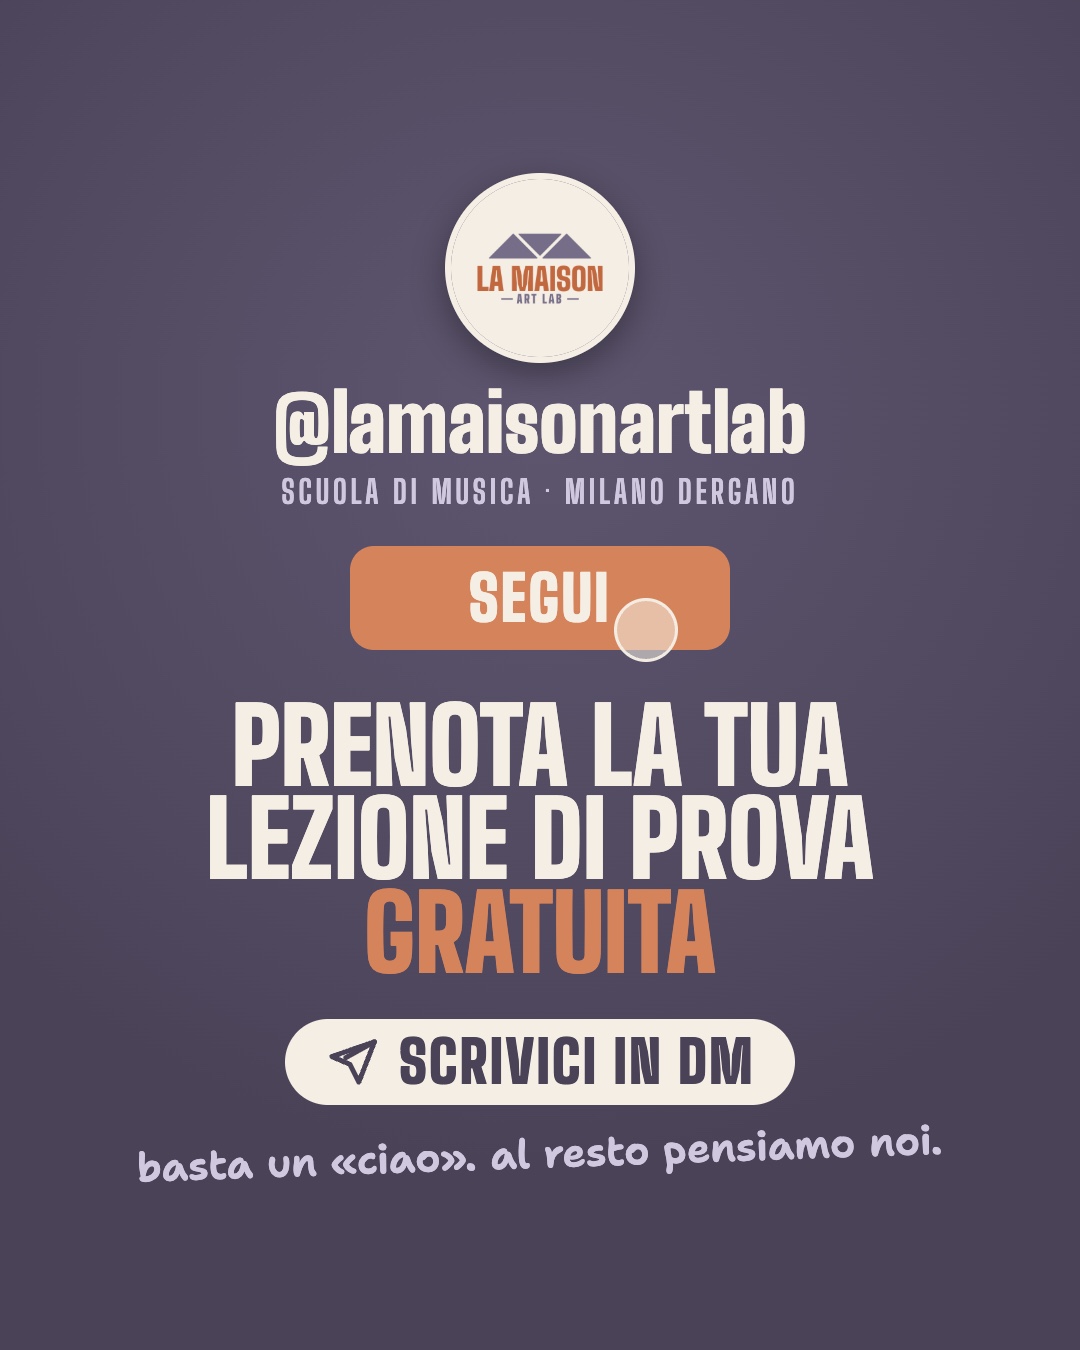 LA MAISON
ART LAB
@lamaisonartlab
SCUOLA DI MUSICA · MILANO DERGANO
SEGUI
PRENOTA LA TUA
LEZIONE DI PROVA
GRATUITA
SCRIVICI IN DM
basta un «ciao». al resto pensiamo noi.